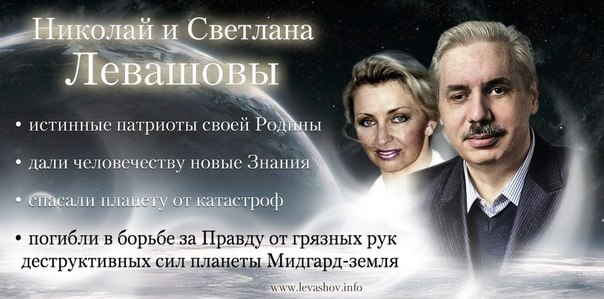 Николай и Светлана
Левашовы
• истинные патриоты своей Родины
• дали человечеству новые Знания
• спасали планету от катастроф
• погибли в борьбе за Правду от грязных рук
деструктивных сил планеты Мидгард-земля
www.levashov.info